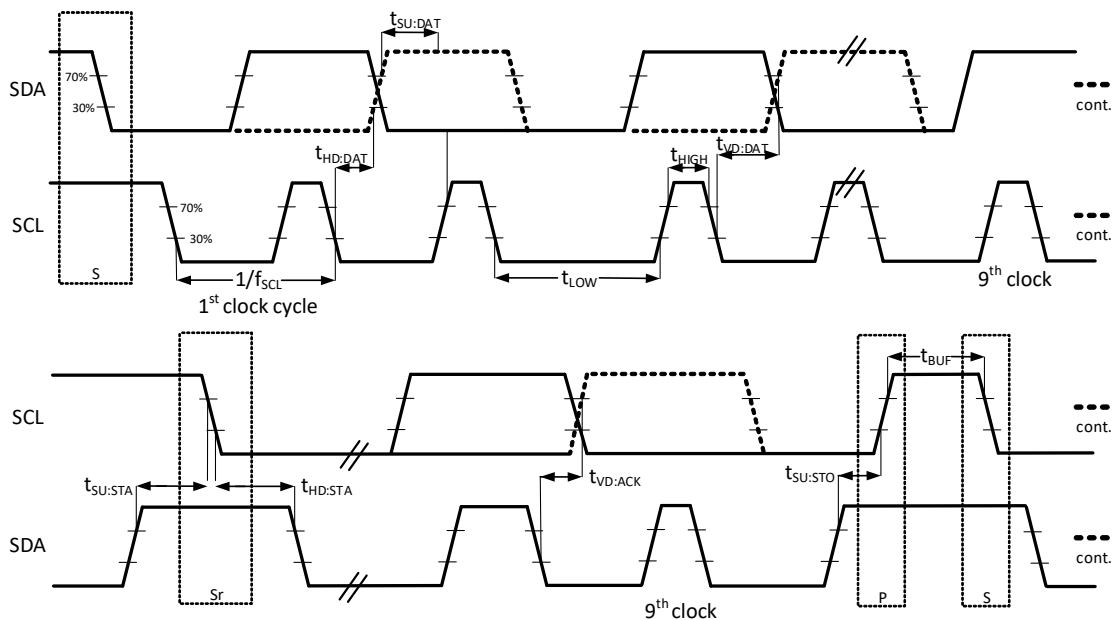 tSU:DAT
SDA
70%
30%
cont.
tHD:DAT
tHIGH
tVD:DAT
SCL
70%
30%
cont.
S
1/fSCL
tLOW
9th clock
1st clock cycle
tBUF
SCL
cont.
tSU:STA
tHD:STA
tVD:ACK
tSU:STO
SDA
cont.
Sr
9th clock
P
S